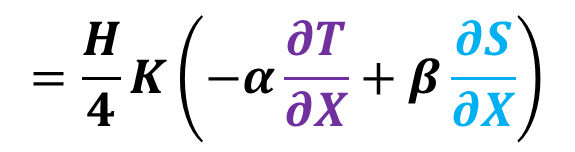 = H/4 K ( −α ∂T/∂X + β ∂S/∂X )